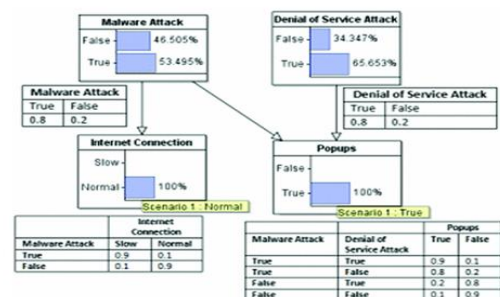 Malware Attack
False 46.505%
True 53.495%
Denial of Service Attack
False 34.347%
True 65.653%
Malware Attack
True False
0.8 0.2
Denial of Service Attack
True False
0.8 0.2
Internet Connection
Slow
Normal 100%
Scenario 1 : Normal
Popups
False
True 100%
Scenario 1 : True
Internet Connection
Malware Attack Slow Normal
True 0.9 0.1
False 0.1 0.9
Popups
Malware Attack Denial of Service Attack True False
True True 0.9 0.1
True False 0.8 0.2
False True 0.2 0.8
False False 0.1 0.9